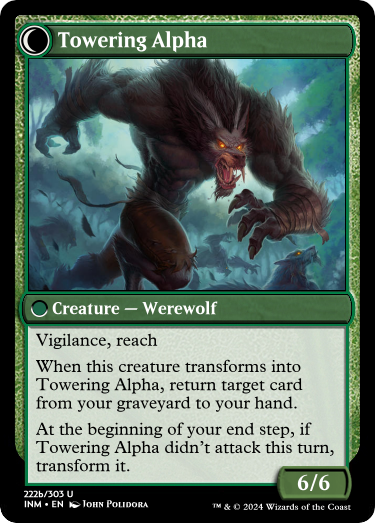 Towering Alpha
Creature — Werewolf
Vigilance, reach
When this creature transforms into
Towering Alpha, return target card
from your graveyard to your hand.
At the beginning of your end step, if
Towering Alpha didn't attack this turn,
transform it.
6/6
222b/303 U
INM • EN John Polidora
™ & © 2024 Wizards of the Coast